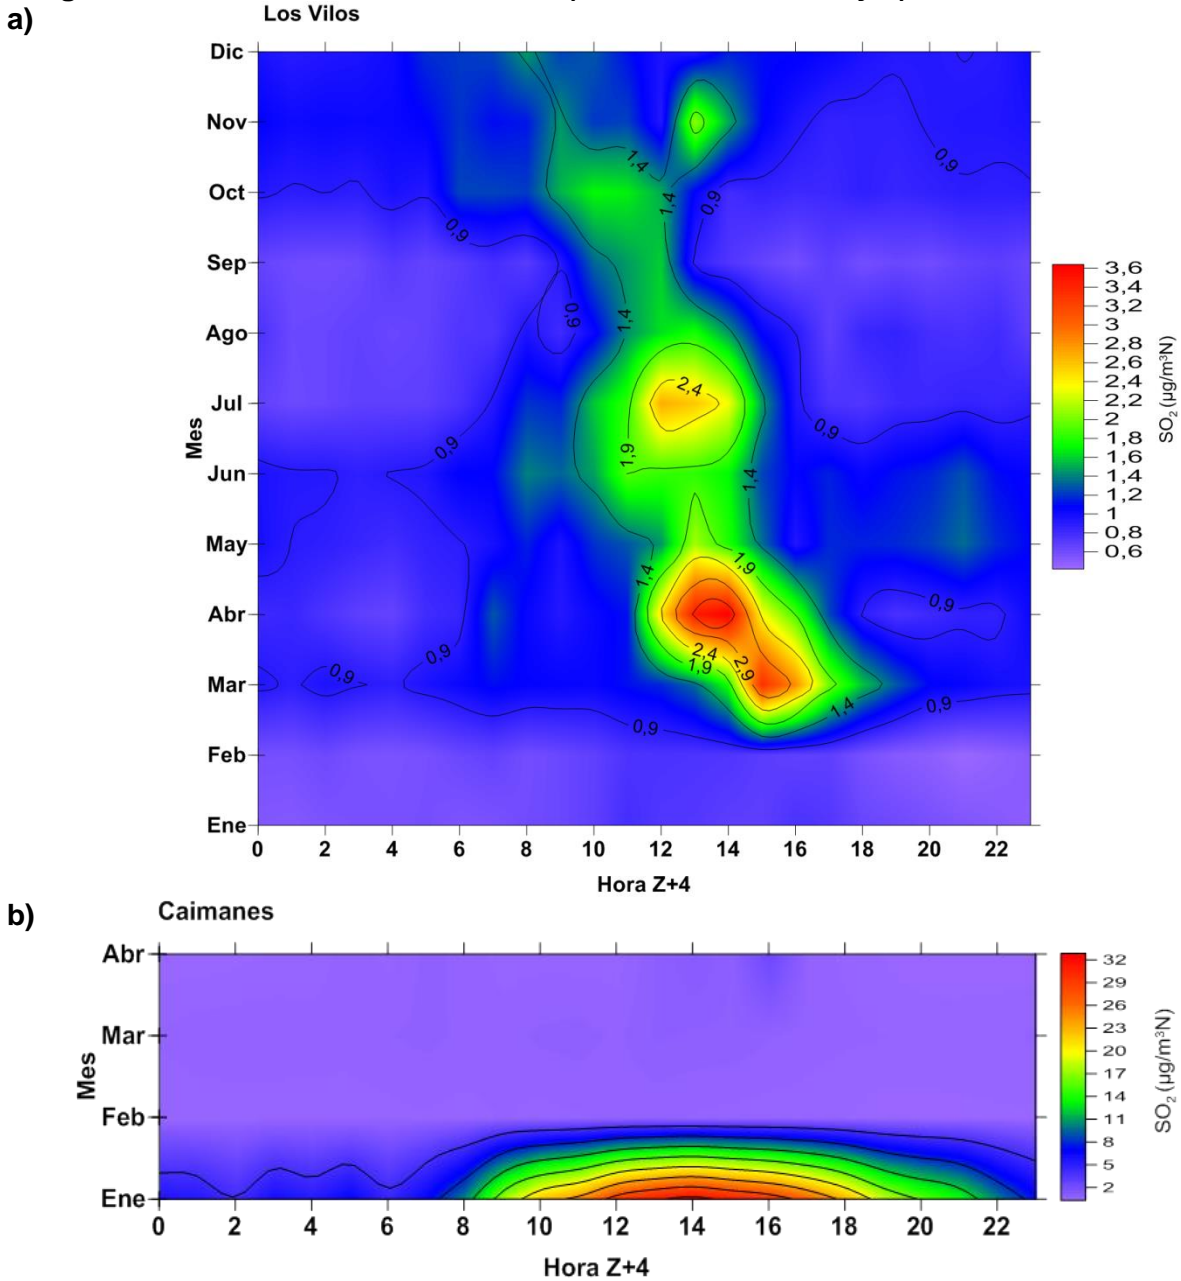 Los Vilos
a)
Dic
Nov
Oct
Sep
Ago
Jul
Jun
May
Abr
Mar
Feb
Ene
Mes
0 2 4 6 8 10 12 14 16 18 20 22
Hora Z+4
1,4
1,4
0,9
0,9
0,9
0,9
1,4
2,4
0,9
0,9
1,9
1,4
1,9
1,4
0,9
0,9
2,4
2,9
1,9
0,9
1,4
0,9
0,9
3,6
3,4
3,2
3
2,8
2,6
2,4
2,2
2
1,8
1,6
1,4
1,2
1
0,8
0,6
SO₂ (µg/m³N)
b)
Caimanes
Abr
Mar
Feb
Ene
Mes
0 2 4 6 8 10 12 14 16 18 20 22
Hora Z+4
32
29
26
23
20
17
14
11
8
5
2
SO₂ (µg/m³N)